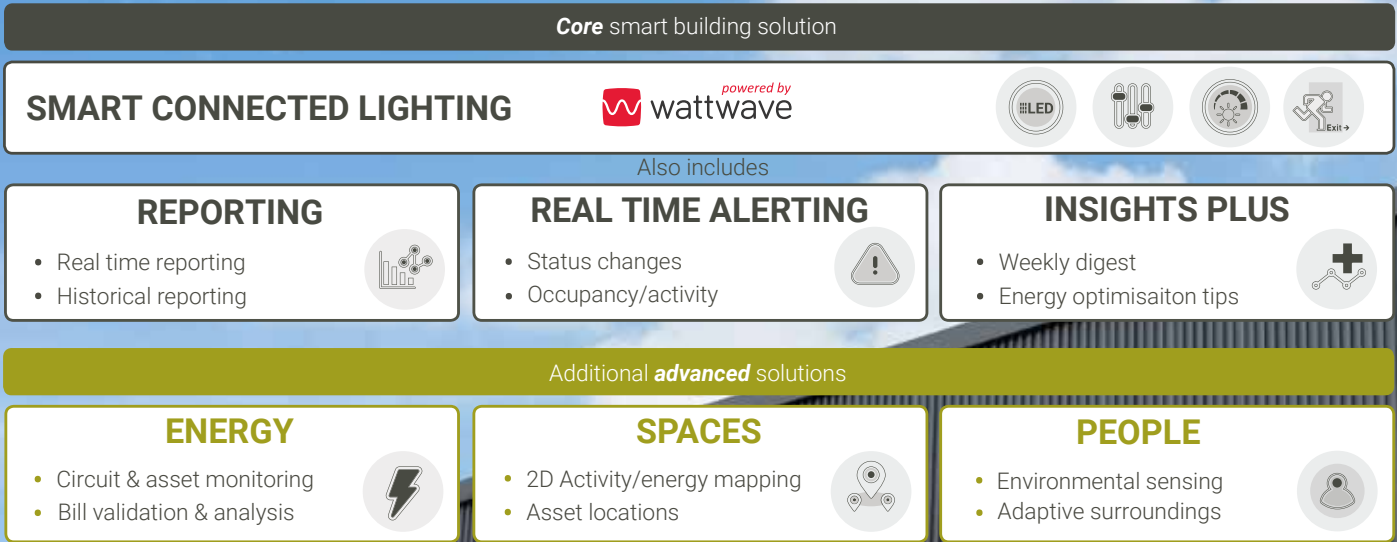 Core smart building solution
SMART CONNECTED LIGHTING
powered by
wattwave
LED
Exit →
Also includes
REPORTING
• Real time reporting
• Historical reporting
REAL TIME ALERTING
• Status changes
• Occupancy/activity
INSIGHTS PLUS
• Weekly digest
• Energy optimisaiton tips
Additional advanced solutions
ENERGY
• Circuit & asset monitoring
• Bill validation & analysis
SPACES
• 2D Activity/energy mapping
• Asset locations
PEOPLE
• Environmental sensing
• Adaptive surroundings